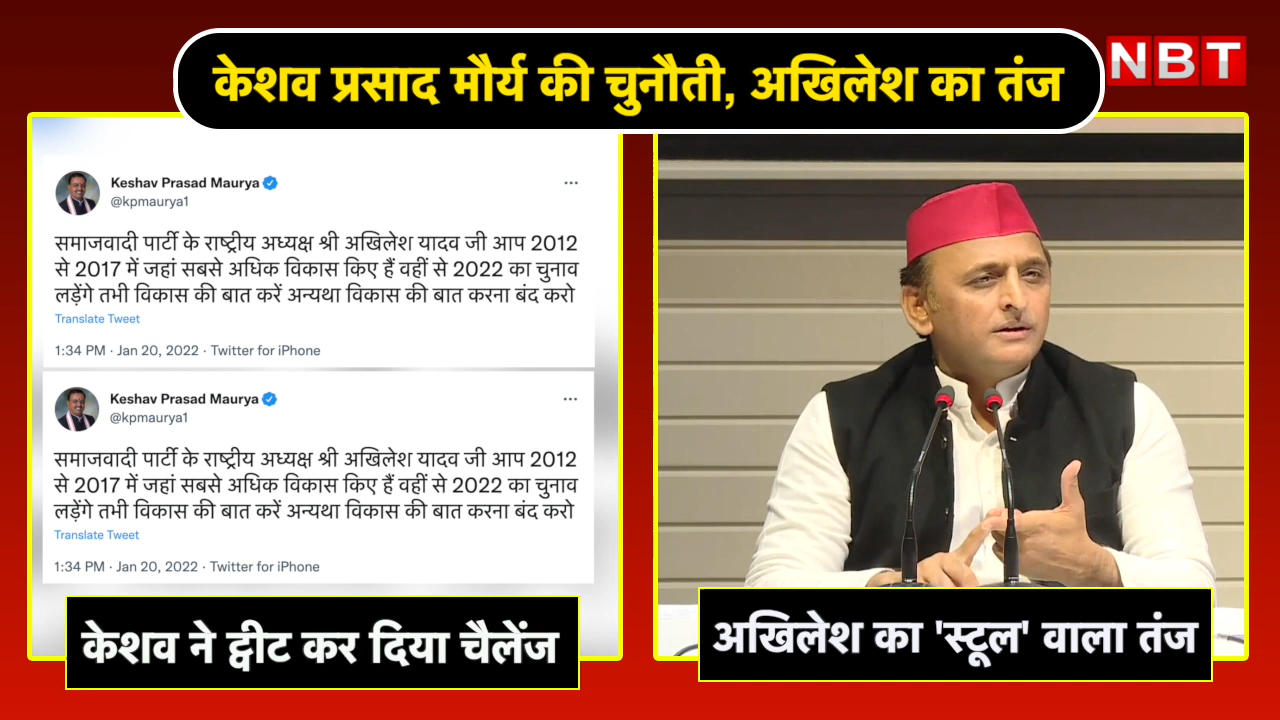 केशव प्रसाद मौर्य की चुनौती, अखिलेश का तंज
NBT
Keshav Prasad Maurya
@kpmaurya1
समाजवादी पार्टी के राष्ट्रीय अध्यक्ष श्री अखिलेश यादव जी आप 2012
से 2017 में जहां सबसे अधिक विकास किए हैं वहीं से 2022 का चुनाव
लड़ेंगे तभी विकास की बात करें अन्यथा विकास की बात करना बंद करो
Translate Tweet
1:34 PM · Jan 20, 2022 · Twitter for iPhone
Keshav Prasad Maurya
@kpmaurya1
समाजवादी पार्टी के राष्ट्रीय अध्यक्ष श्री अखिलेश यादव जी आप 2012
से 2017 में जहां सबसे अधिक विकास किए हैं वहीं से 2022 का चुनाव
लड़ेंगे तभी विकास की बात करें अन्यथा विकास की बात करना बंद करो
Translate Tweet
1:34 PM · Jan 20, 2022 · Twitter for iPhone
केशव ने ट्वीट कर दिया चैलेंज
अखिलेश का 'स्टूल' वाला तंज